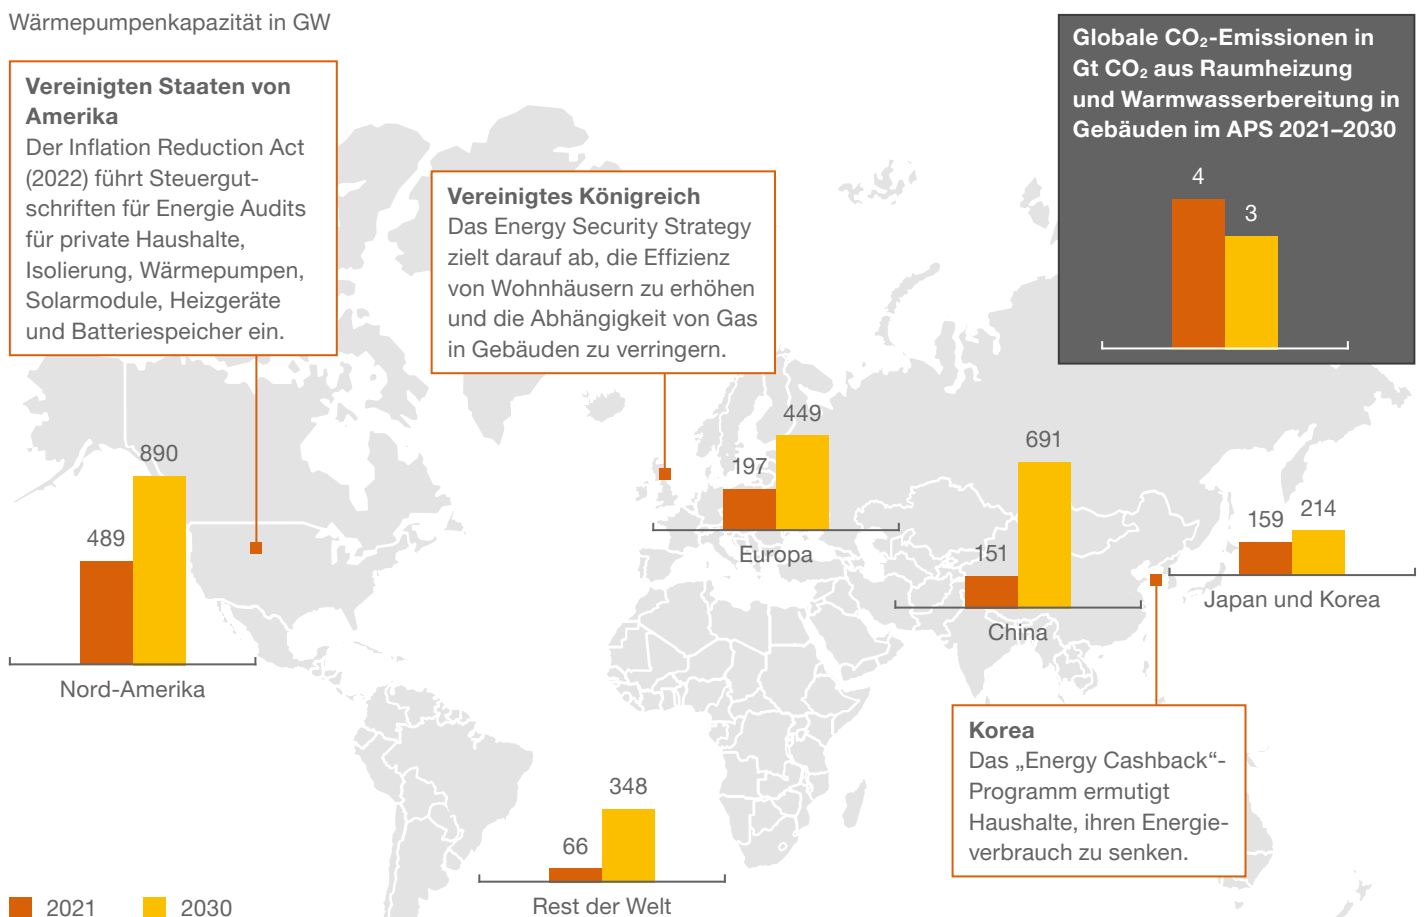 Wärmepumpenkapazität in GW
Vereinigten Staaten von
Amerika
Der Inflation Reduction Act
(2022) führt Steuergut-
schriften für Energie Audits
für private Haushalte,
Isolierung, Wärmepumpen,
Solarmodule, Heizgeräte
und Batteriespeicher ein.
Vereinigtes Königreich
Das Energy Security Strategy
zielt darauf ab, die Effizienz
von Wohnhäusern zu erhöhen
und die Abhängigkeit von Gas
in Gebäuden zu verringern.
Globale CO₂-Emissionen in
Gt CO₂ aus Raumheizung
und Warmwasserbereitung in
Gebäuden im APS 2021–2030
4
3
489
890
Nord-Amerika
197
449
Europa
151
691
China
159
214
Japan und Korea
Korea
Das „Energy Cashback“-
Programm ermutigt
Haushalte, ihren Energie-
verbrauch zu senken.
66
348
Rest der Welt
2021
2030